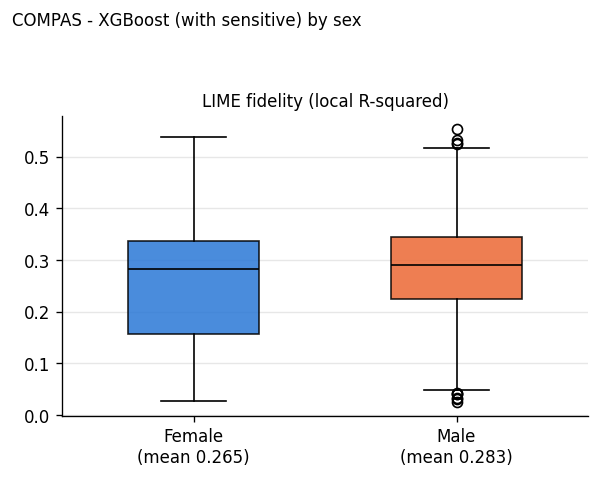 COMPAS - XGBoost (with sensitive) by sex
LIME fidelity (local R-squared)
0.5
0.4
0.3
0.2
0.1
0.0
Female
(mean 0.265)
Male
(mean 0.283)